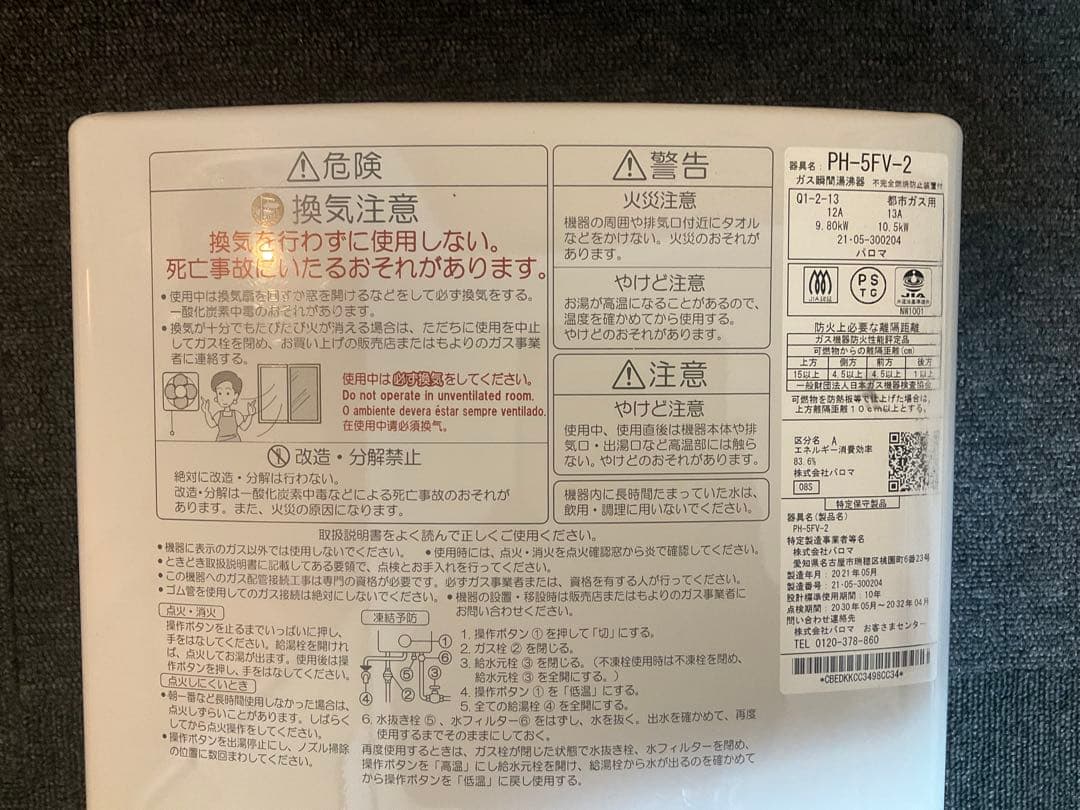 ⚠危険
換気注意
換気を行わずに使用しない。
死亡事故にいたるおそれがあります。
•使用中は換気扇を回すか窓を開けるなどをして必ず換気をする。
一酸化炭素中毒のおそれがあります。
•換気が十分でもたびたび火が消える場合は、ただちに使用を中止
してガス栓を閉め、お買い上げの販売店またはもよりのガス事業
者に連絡する。
使用中は必ず換気をしてください。
Do not operate in unventilated room.
O ambiente devera éstar sempre ventilado.
在使用中请必须换气。
改造・分解禁止
絶対に改造・分解は行わない。
改造・分解は一酸化炭素中毒などによる死亡事故のおそれが
あります。また、火災の原因になります。
⚠警告
火災注意
機器の周囲や排気口付近にタオル
などをかけない。火災のおそれが
あります。
やけど注意
お湯が高温になることがあるので、
温度を確かめてから使用する。
やけどのおそれがあります。
⚠注意
やけど注意
使用中、使用直後は機器本体や排
気口・出湯口など高温部には触ら
ない。やけどのおそれがあります。
機器内に長時間たまっていた水は、
飲用・調理に用いないでください。
取扱説明書をよく読んで正しくご使用ください。
•機器に表示のガス以外では使用しないでください。 •使用時には、点火・消火を点火確認窓から炎で確認してください。
•ときどき取扱説明書に記載してある要領で、点検とお手入れを行ってください。
•この機器へのガス配管接続工事は専門の資格が必要です。必ずガス事業者または、資格を有する人が行ってください。
•ゴム管を使用してのガス接続は絶対にしないでください。 •機器の設置・移設時は販売店またはもよりのガス事業者に
お問い合わせください。
点火・消火
操作ボタンを止るまでいっぱいに押し、
手をはなしてください。給湯栓を開けれ
ば、点火してお湯が出ます。使用後は操
作ボタンを押し、手をはなしてください。
点火しにくいとき
•朝一番など長時間使用しなかった場合は、
点火しずらいことがあります。しばらく
してから点火操作をしてください。
•操作ボタンを出湯停止にし、ノズル掃除
の位置に数回まわしてください。
凍結予防
①
⑥
⑤
③
④
②
1. 操作ボタン①を押して「切」にする。
2. ガス栓②を閉じる。
3. 給水元栓③を閉じる。（不凍栓使用時は不凍栓を閉め、
給水元栓③を全開にする。）
4. 操作ボタン①を「低温」にする。
5. 全ての給湯栓④を全開にする。
6. 水抜き栓⑤、水フィルター⑥をはずし、水を抜く。出水を確かめて、再度
使用するまでそのままにしておく。
再度使用するときは、ガス栓が閉じた状態で水抜き栓、水フィルターを閉め、
操作ボタンを「高温」にし給水元栓を開け、給湯栓から水が出るのを確かめて
から操作ボタンを「低温」に戻し使用する。
器具名: PH-5FV-2
ガス瞬間湯沸器 不完全燃焼防止装置付
Q1-2-13 都市ガス用
12A 13A
9.80kW 10.5kW
21-05-300204
パロマ
JIA認証
PS
TG
JIA
NW1001
防火上必要な離隔距離
ガス機器防火性能評定品
可燃物からの離隔距離(cm)
上方 側方 前方 後方
15以上 4.5以上 4.5以上 1以上
一般財団法人日本ガス機器検査協会
可燃物を防熱板等で仕上げた場合は、
上方離隔距離10cm以上とする。
区分名 A
エネルギー消費効率
83.6%
株式会社パロマ
08S
特定保守製品
器具名(製品名)
PH-5FV-2
特定製造事業者等名
株式会社パロマ
愛知県名古屋市瑞穂区桃園町6番23号
製造年月：2021年05月
製造番号：21-05-300204
設計標準使用期間：10年
点検期間：2030年05月～2032年04月
問い合わせ連絡先
株式会社パロマ お客さまセンター
TEL 0120-378-860
*CBEDKKCC3498CC34*